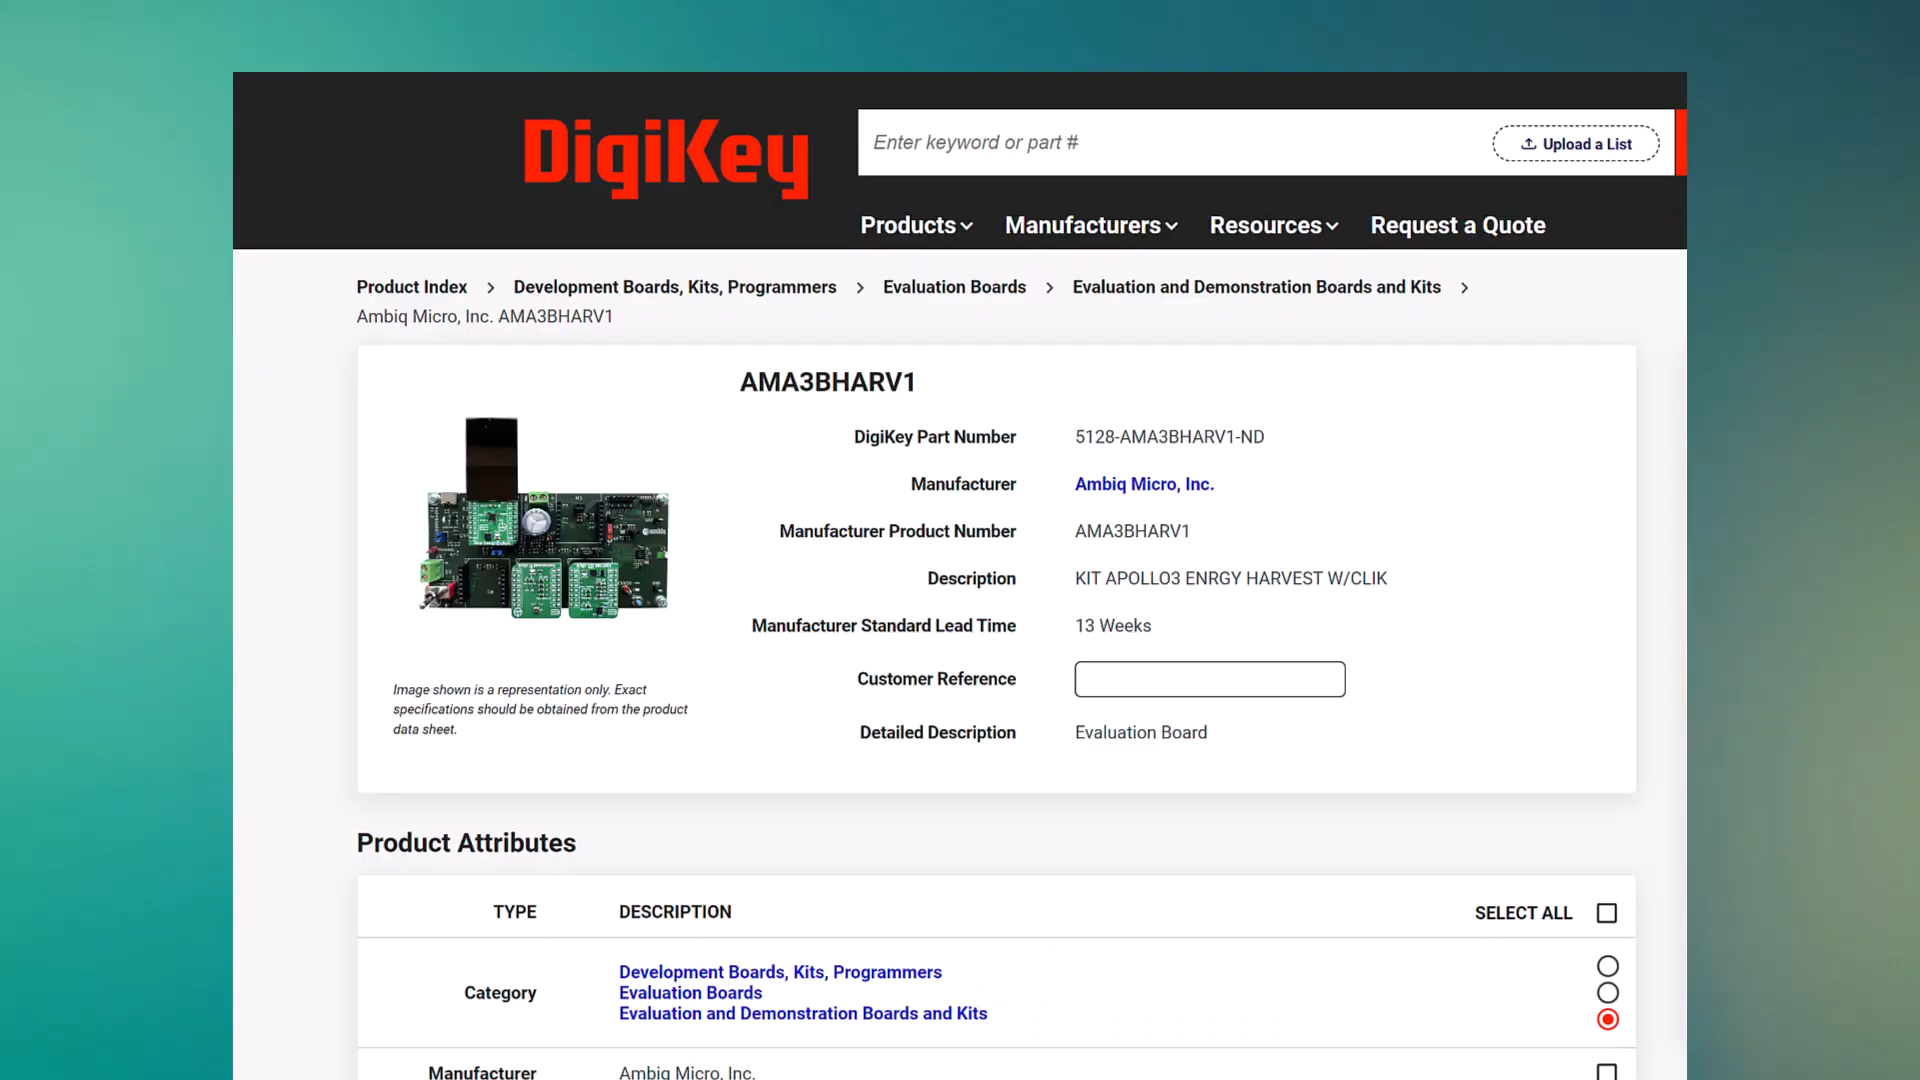 DigiKey
Enter keyword or part #
Upload a List
Products
Manufacturers
Resources
Request a Quote
Product Index > Development Boards, Kits, Programmers > Evaluation Boards > Evaluation and Demonstration Boards and Kits >
Ambiq Micro, Inc. AMA3BHARV1
AMA3BHARV1
DigiKey Part Number 5128-AMA3BHARV1-ND
Manufacturer Ambiq Micro, Inc.
Manufacturer Product Number AMA3BHARV1
Description KIT APOLLO3 ENRGY HARVEST W/CLIK
Manufacturer Standard Lead Time 13 Weeks
Customer Reference
Detailed Description Evaluation Board
Image shown is a representation only. Exact
specifications should be obtained from the product
data sheet.
Product Attributes
TYPE DESCRIPTION SELECT ALL
Category
Development Boards, Kits, Programmers
Evaluation Boards
Evaluation and Demonstration Boards and Kits
Manufacturer Ambiq Micro, Inc.